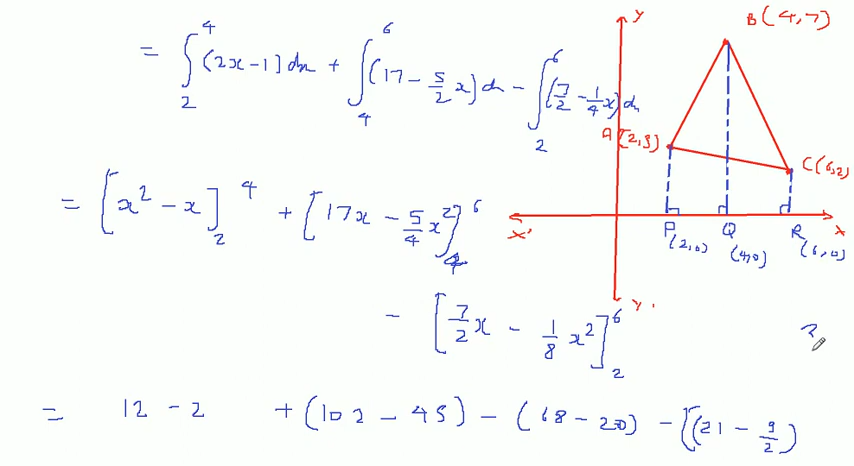 = ∫₂⁴ (2x-1]dx + ∫₄⁶ (17 - 5/2 x)dx - ∫₂⁶ (7/2 - 1/4 x)dx
= [x² - x]₂⁴ + [17x - 5/4 x²]₄⁶
- [7/2 x - 1/8 x²]₂⁶
= 12 - 2 + (102 - 45) - (68 - 20) - ((21 - 9/2)
Y
B(4,7)
A(2,3)
C(6,2)
X'
P(2,0)
Q(4,0)
R(6,0)
X
Y'